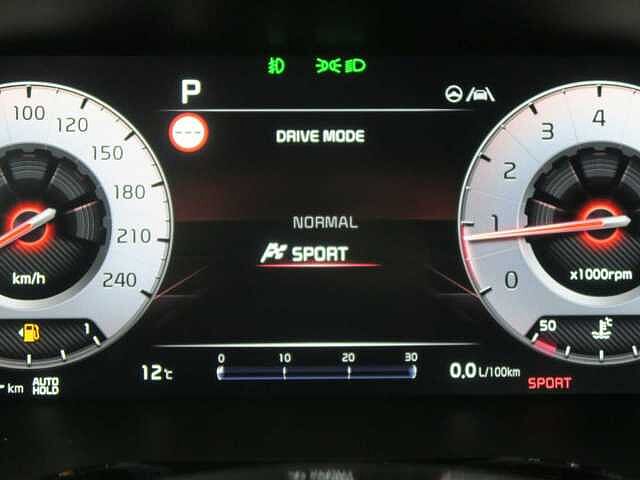 P
DRIVE MODE
NORMAL
SPORT
100
120
150
180
210
240
km/h
4
3
2
1
0
x1000rpm
1
50
°C
km
AUTO
HOLD
12°C
0 10 20 30
0.0 L/100km
SPORT